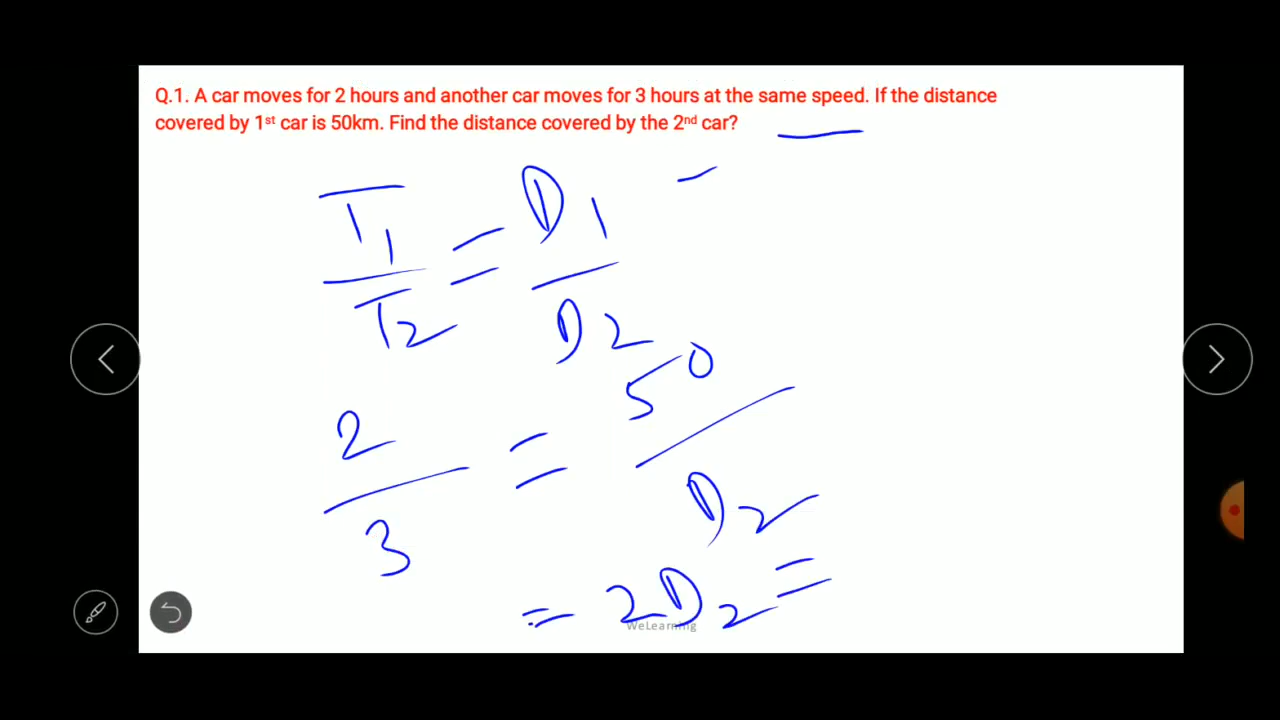 Q.1. A car moves for 2 hours and another car moves for 3 hours at the same speed. If the distance
covered by 1st car is 50km. Find the distance covered by the 2nd car?
T1/T2 = D1/D2
2/3 = 50/D2
= 2D2 =
WeLearning